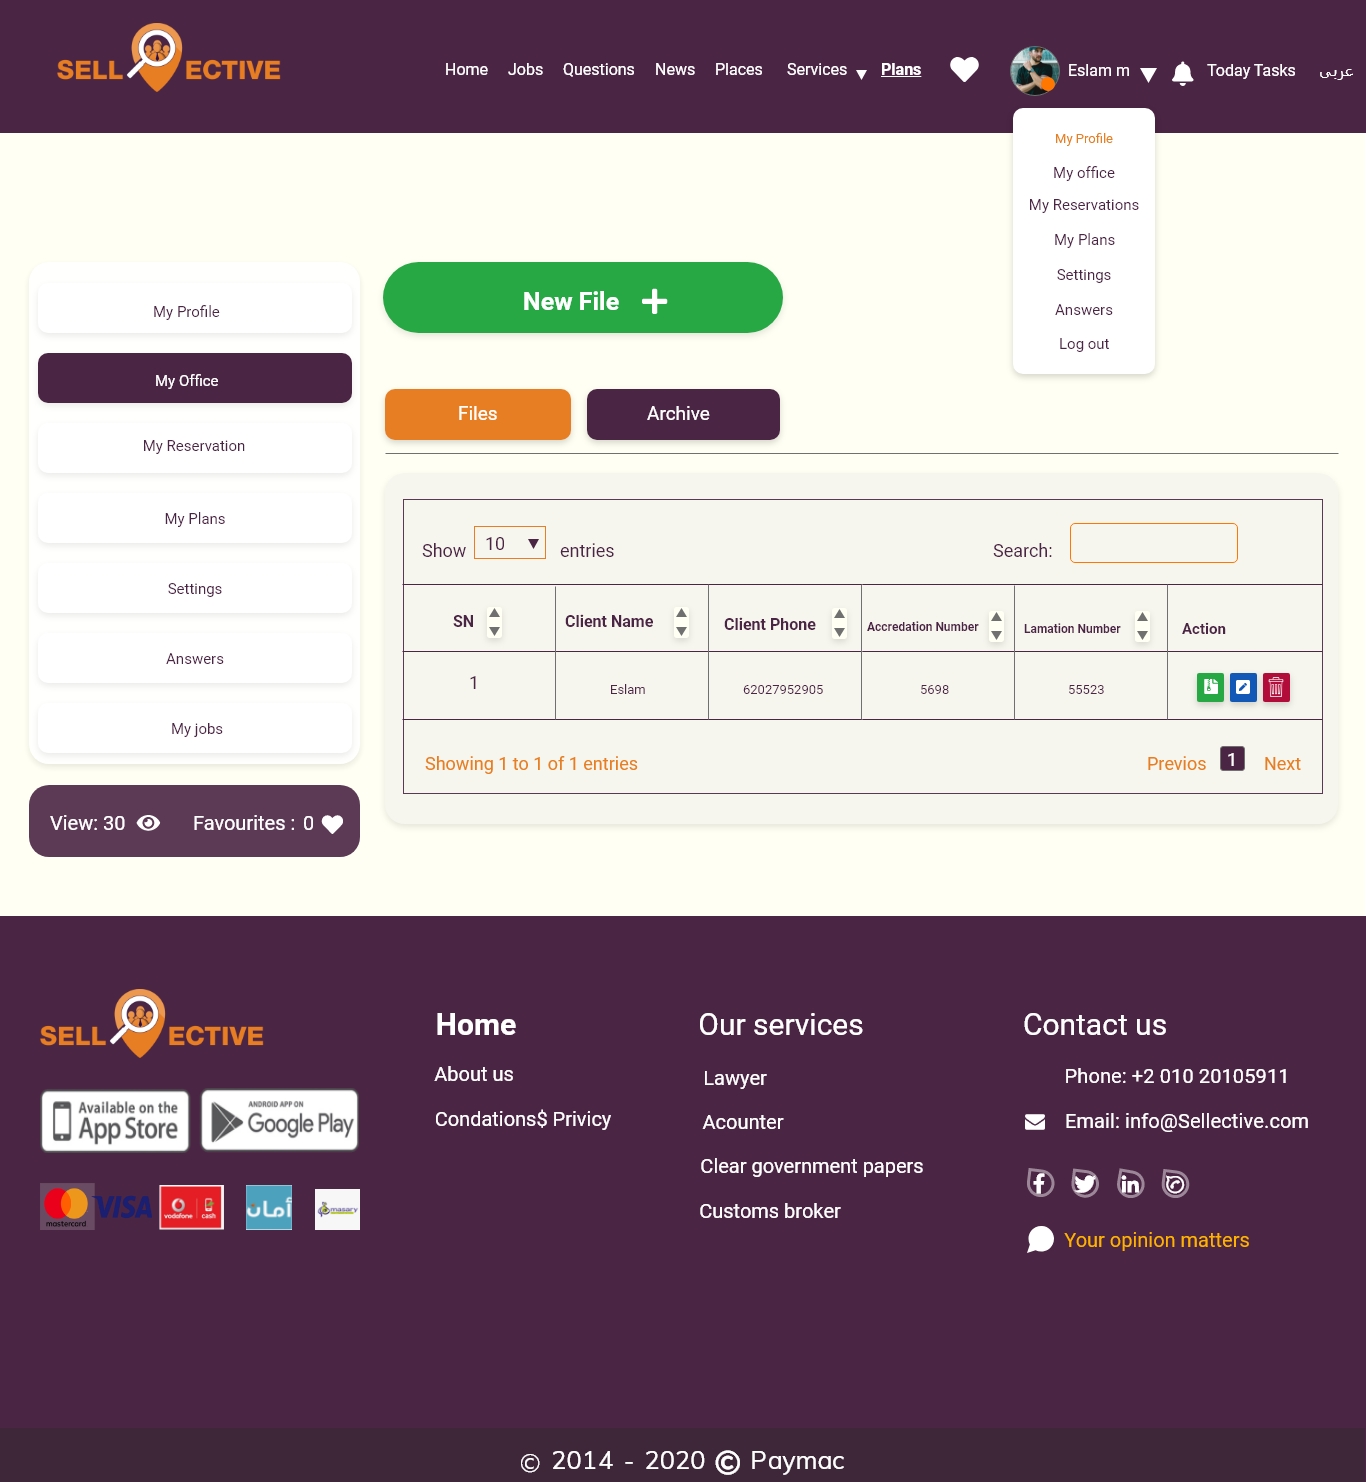 SELL ECTIVE
Home Jobs Questions News Places Services Plans Eslam m Today Tasks عربى
My Profile
My office
My Reservations
My Plans
Settings
Answers
Log out
My Profile
My Office
My Reservation
My Plans
Settings
Answers
My jobs
View: 30 Favourites : 0
New File
Files Archive
Show 10 entries Search:
SN Client Name Client Phone Accredation Number Lamation Number Action
1 Eslam 62027952905 5698 55523
Showing 1 to 1 of 1 entries Previos 1 Next
SELL ECTIVE
Available on the
App Store
ANDROID APP ON
Google Play
mastercard VISA vodafone cash أمان masary
Home
About us
Condations$ Privicy
Our services
Lawyer
Acounter
Clear government papers
Customs broker
Contact us
Phone: +2 010 20105911
Email: info@Sellective.com
Your opinion matters
© 2014 - 2020 © Paymac